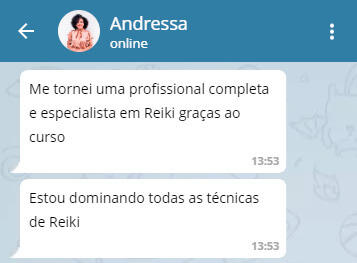 Andressa
online
Me tornei uma profissional completa
e especialista em Reiki graças ao
curso
13:53
Estou dominando todas as técnicas
de Reiki
13:53